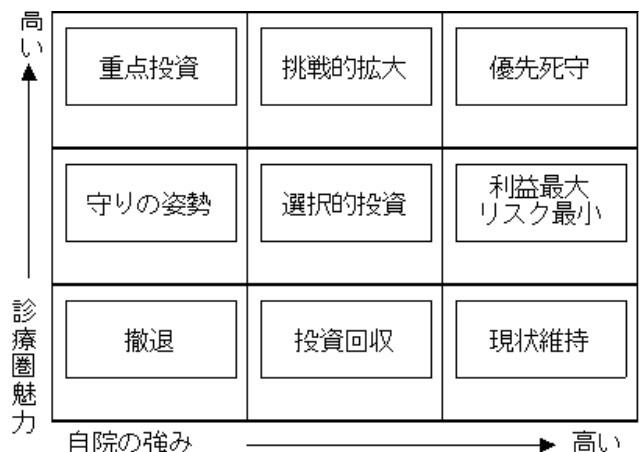 高い
重点投資
挑戦的拡大
優先死守
守りの姿勢
選択的投資
利益最大
リスク最小
診療圏魅力
撤退
投資回収
現状維持
自院の強み
高い